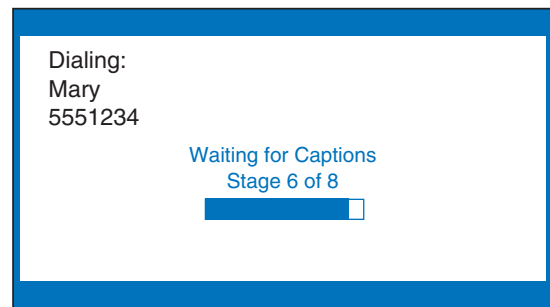 Dialing:
Mary
5551234
Waiting for Captions
Stage 6 of 8